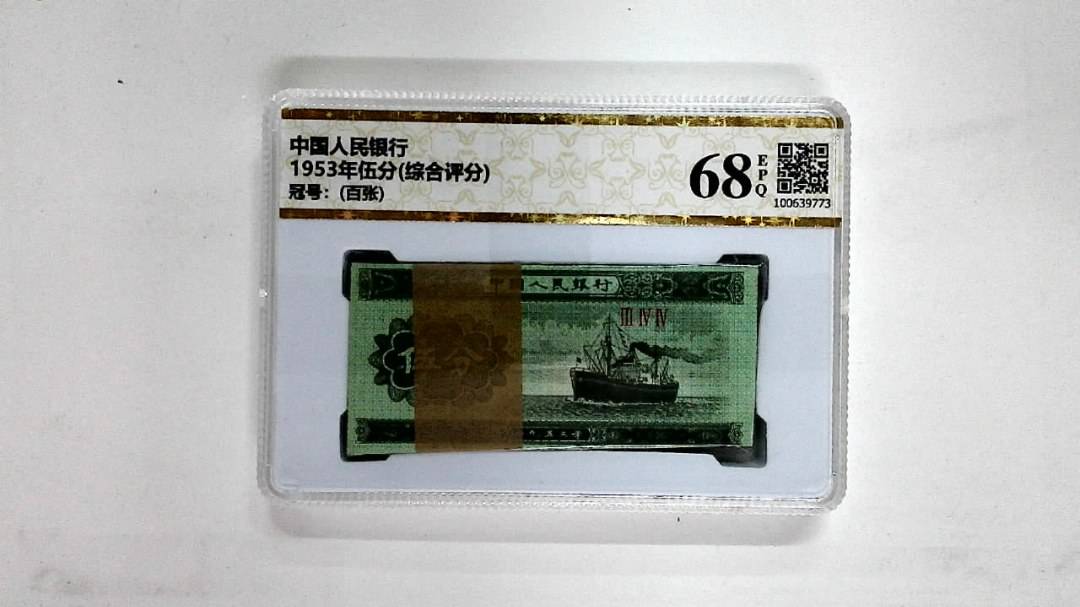 中国人民银行
1953年伍分(综合评分)
冠号：(百张)
68
EPQ
100639773
中国人民银行
III IV IV
伍分